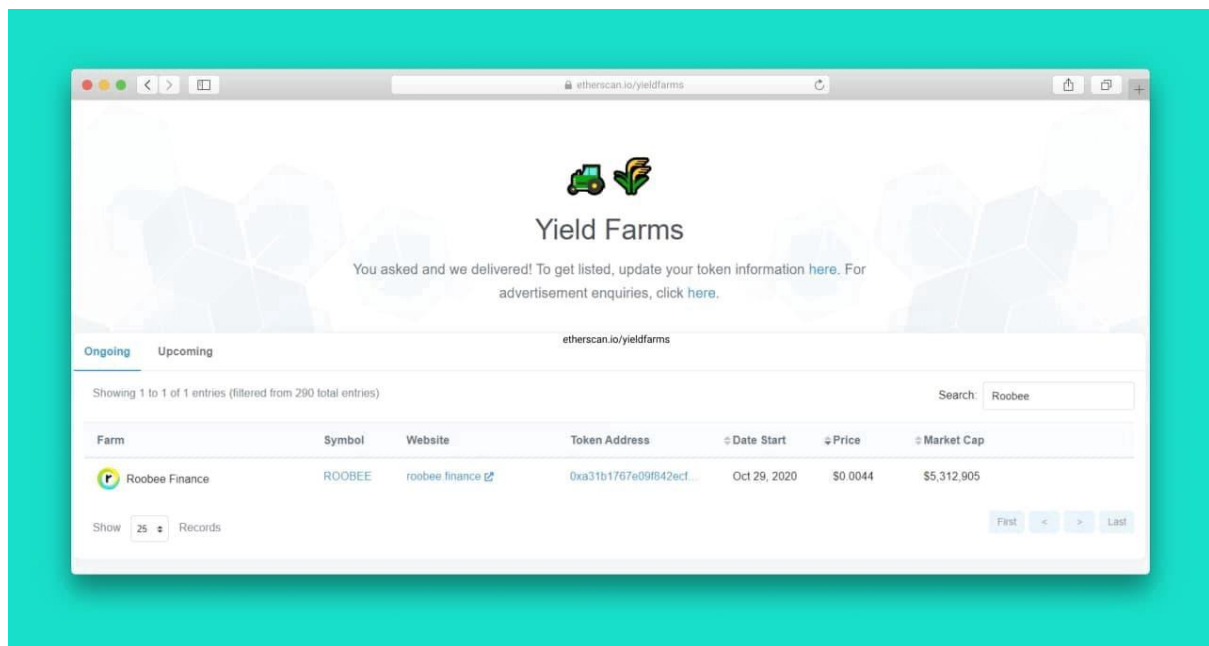 etherscan.io/yieldfarms
Yield Farms
You asked and we delivered! To get listed, update your token information here. For
advertisement enquiries, click here.
etherscan.io/yieldfarms
Ongoing Upcoming
Showing 1 to 1 of 1 entries (filtered from 290 total entries)
Search: Roobee
Farm Symbol Website Token Address Date Start Price Market Cap
r Roobee Finance ROOBEE roobee.finance 0xa31b1767e09f842ecf... Oct 29, 2020 $0.0044 $5,312,905
Show 25 Records
First < > Last